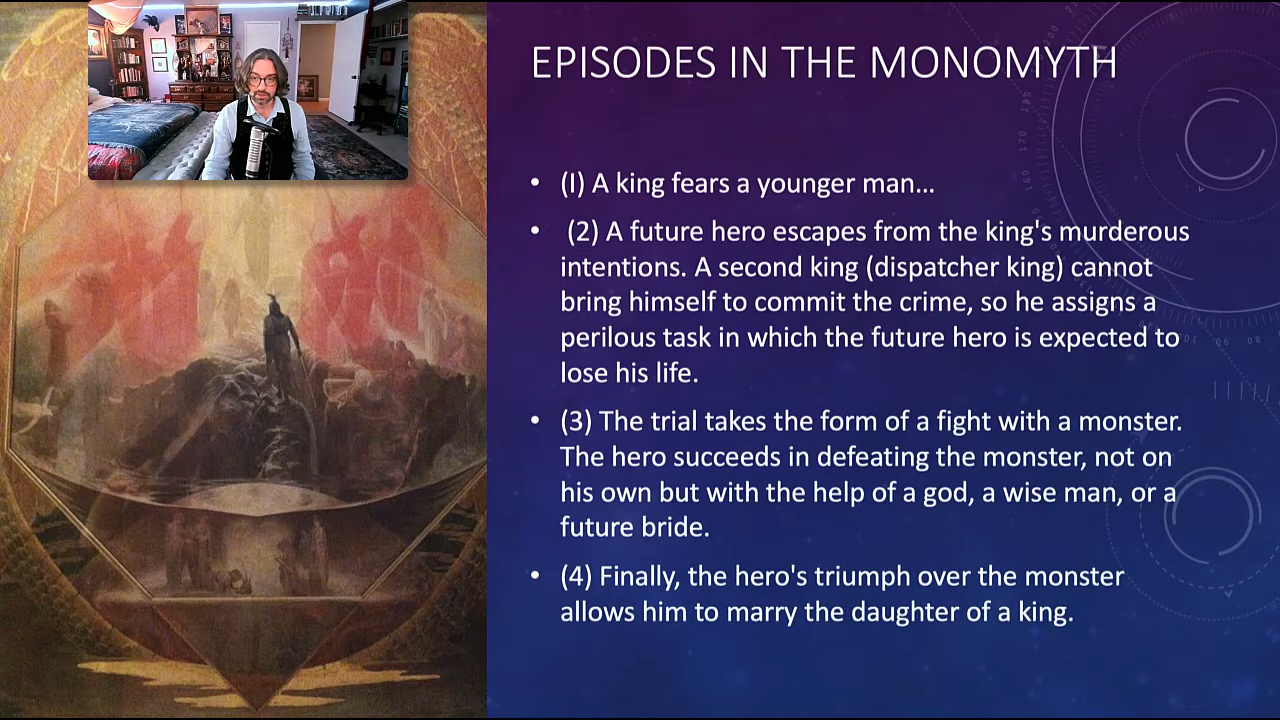 EPISODES IN THE MONOMYTH
• (I) A king fears a younger man...
• (2) A future hero escapes from the king's murderous
intentions. A second king (dispatcher king) cannot
bring himself to commit the crime, so he assigns a
perilous task in which the future hero is expected to
lose his life.
• (3) The trial takes the form of a fight with a monster.
The hero succeeds in defeating the monster, not on
his own but with the help of a god, a wise man, or a
future bride.
• (4) Finally, the hero's triumph over the monster
allows him to marry the daughter of a king.